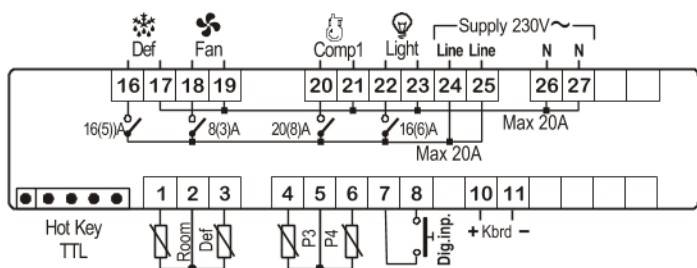 Supply 230V~
Def Fan Comp1 Light Line Line N N
16 17 18 19 20 21 22 23 24 25 26 27
16(5))A 8(3)A 20(8)A 16(6)A Max 20A
Max 20A
1 2 3 4 5 6 7 8 10 11
Hot Key
TTL
Room
Def
P3
P4
Dig.inp.
+ Kbrd −